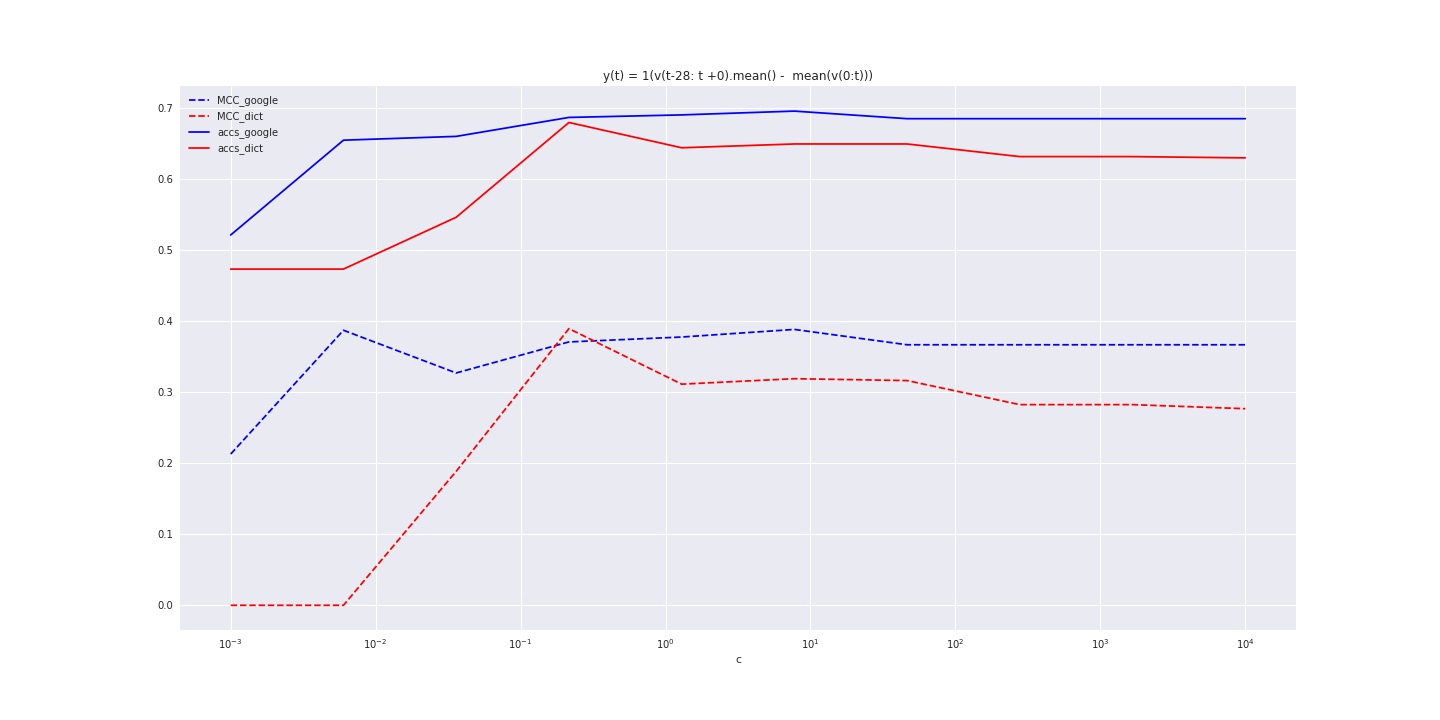 y(t) = 1(v(t-28: t +0).mean() -  mean(v(0:t)))
MCC_google
MCC_dict
accs_google
accs_dict
0.7
0.6
0.5
0.4
0.3
0.2
0.1
0.0
10⁻³ 10⁻² 10⁻¹ 10⁰ 10¹ 10² 10³ 10⁴
c